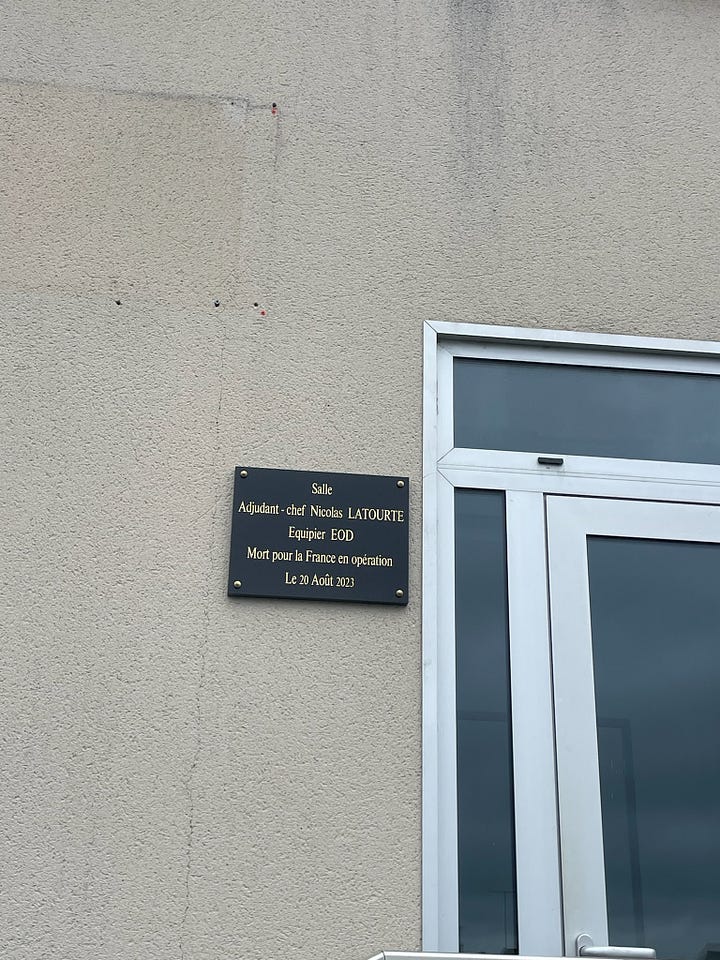 Salle
Adjudant - chef Nicolas LATOURTE
Equipier EOD
Mort pour la France en opération
Le 20 Août 2023